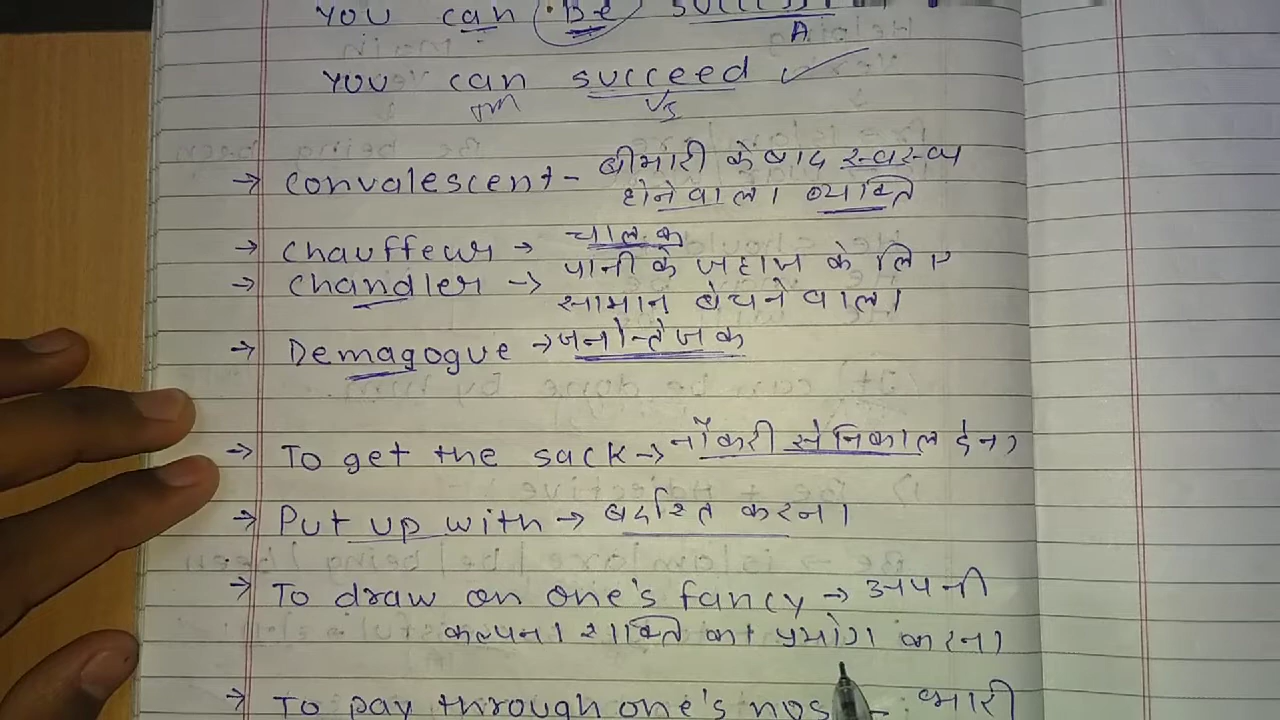 You can Be
A
You can succeed ✓
→ convalescent - बीमारी के बाद स्वस्थ
होने वाला व्यक्ति
→ Chauffeur → चालक
→ Chandler → पानी के जहाज के लिए
सामान बेचने वाला
→ Demagogue → जनोत्तेजक
→ To get the sack → नौकरी से निकाल देना
→ Put up with → बर्दाश्त करना
→ To draw on one's fancy → अपनी
कल्पना शक्ति का प्रयोग करना
→ To pay through one's nos - भारी